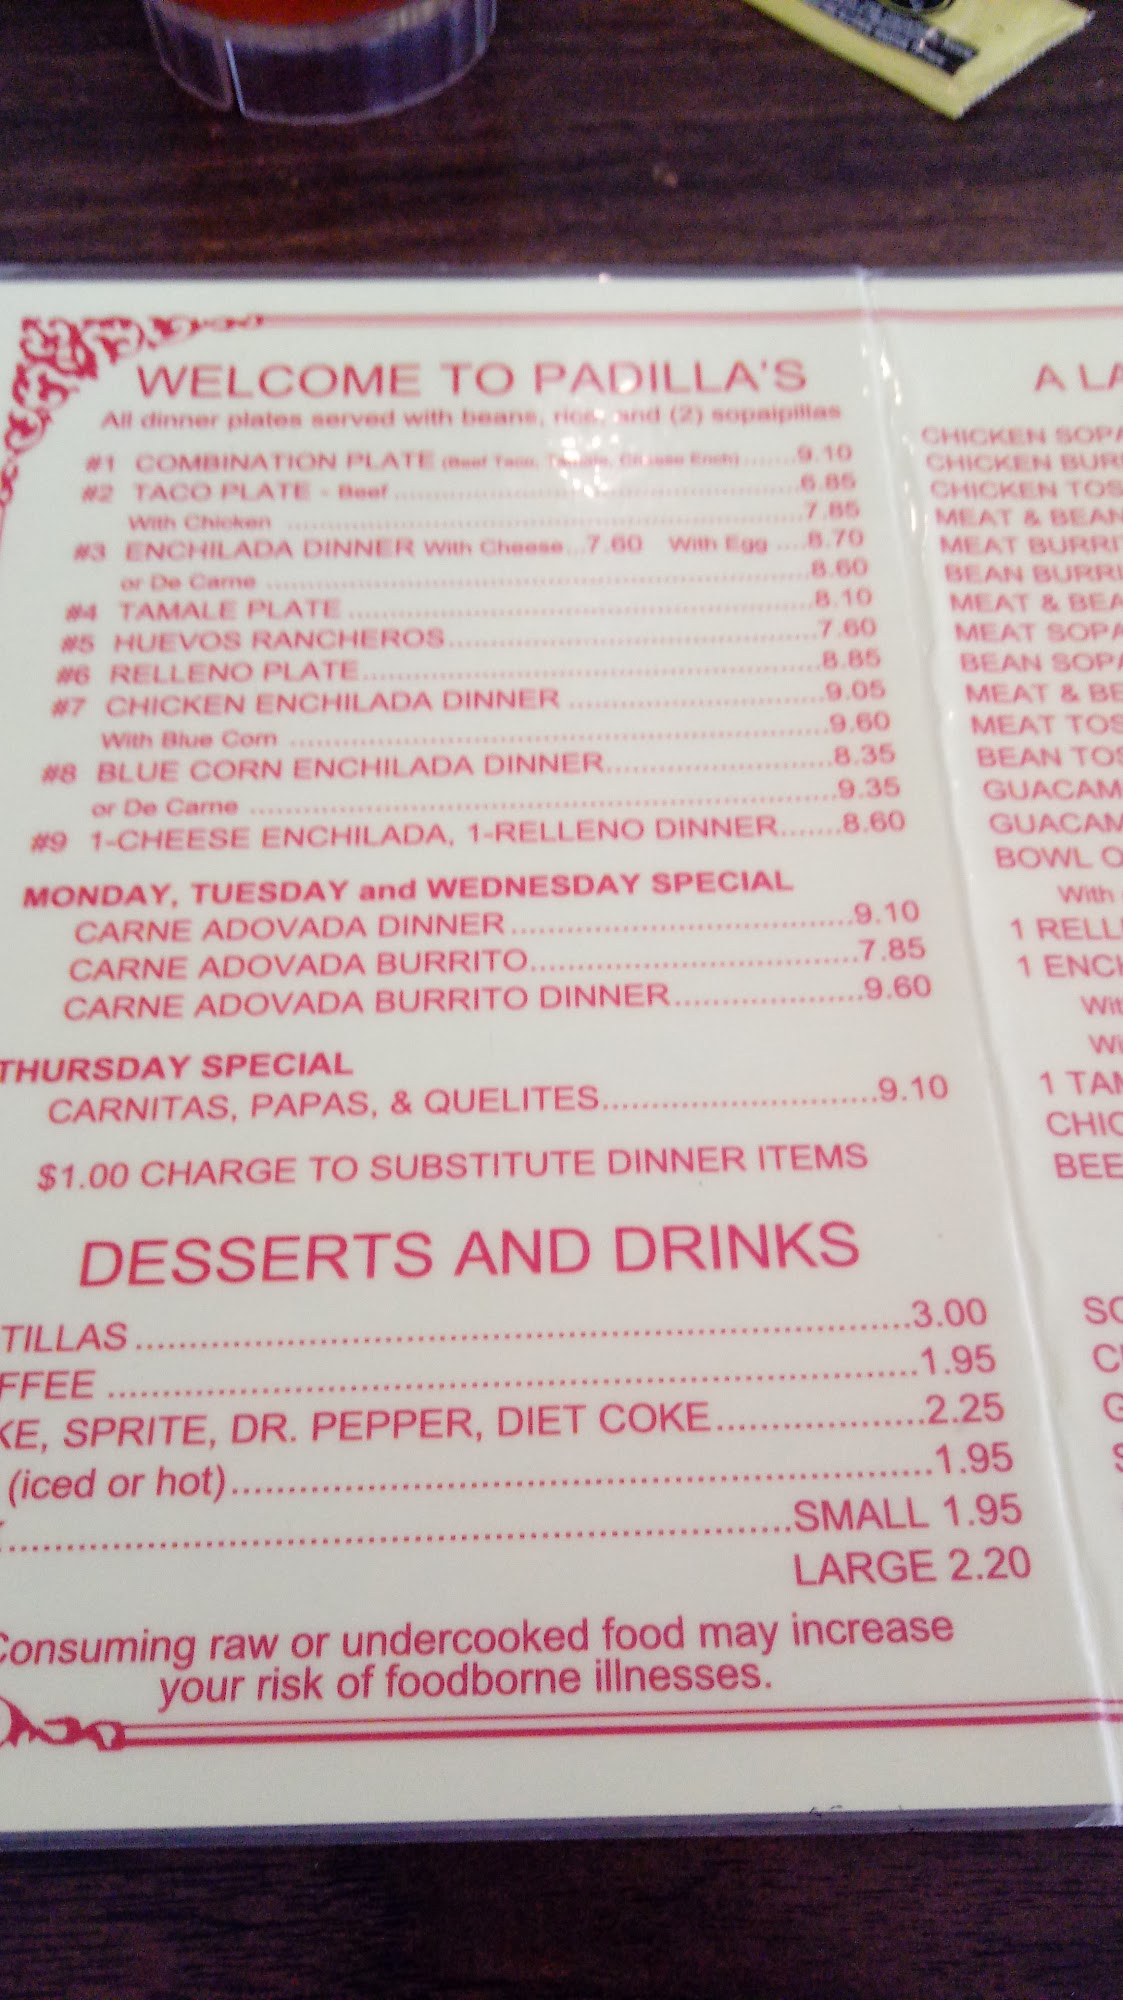 WELCOME TO PADILLA'S
All dinner plates served with beans, rice, and (2) sopaipillas
#1 COMBINATION PLATE (Beef Taco, Tamale, Cheese Ench).......9.10
#2 TACO PLATE - Beef ...............................................6.85
With Chicken ...............................................7.85
#3 ENCHILADA DINNER With Cheese...7.60 With Egg ....8.70
or De Carne ...............................................8.60
#4 TAMALE PLATE ...............................................8.10
#5 HUEVOS RANCHEROS...............................................7.60
#6 RELLENO PLATE...............................................8.85
#7 CHICKEN ENCHILADA DINNER ..............................9.05
With Blue Corn ...............................................9.60
#8 BLUE CORN ENCHILADA DINNER..........................8.35
or De Carne ...............................................9.35
#9 1-CHEESE ENCHILADA, 1-RELLENO DINNER.......8.60
MONDAY, TUESDAY and WEDNESDAY SPECIAL
CARNE ADOVADA DINNER...................................9.10
CARNE ADOVADA BURRITO.................................7.85
CARNE ADOVADA BURRITO DINNER...................9.60
THURSDAY SPECIAL
CARNITAS, PAPAS, & QUELITES............................9.10
$1.00 CHARGE TO SUBSTITUTE DINNER ITEMS
DESSERTS AND DRINKS
TILLAS ....................................................................3.00
FFEE .......................................................................1.95
KE, SPRITE, DR. PEPPER, DIET COKE..................2.25
(iced or hot)..............................................................1.95
.....................................................................SMALL 1.95
LARGE 2.20
Consuming raw or undercooked food may increase
your risk of foodborne illnesses.
A LA
CHICKEN SOPA
CHICKEN BURR
CHICKEN TOS
MEAT & BEAN
MEAT BURRI
BEAN BURRI
MEAT & BEA
MEAT SOPA
BEAN SOPA
MEAT & BE
MEAT TOS
BEAN TOS
GUACAM
GUACAM
BOWL O
With
1 RELL
1 ENC
Wit
Wi
1 TAM
CHIC
BEE
SO
C
G
S